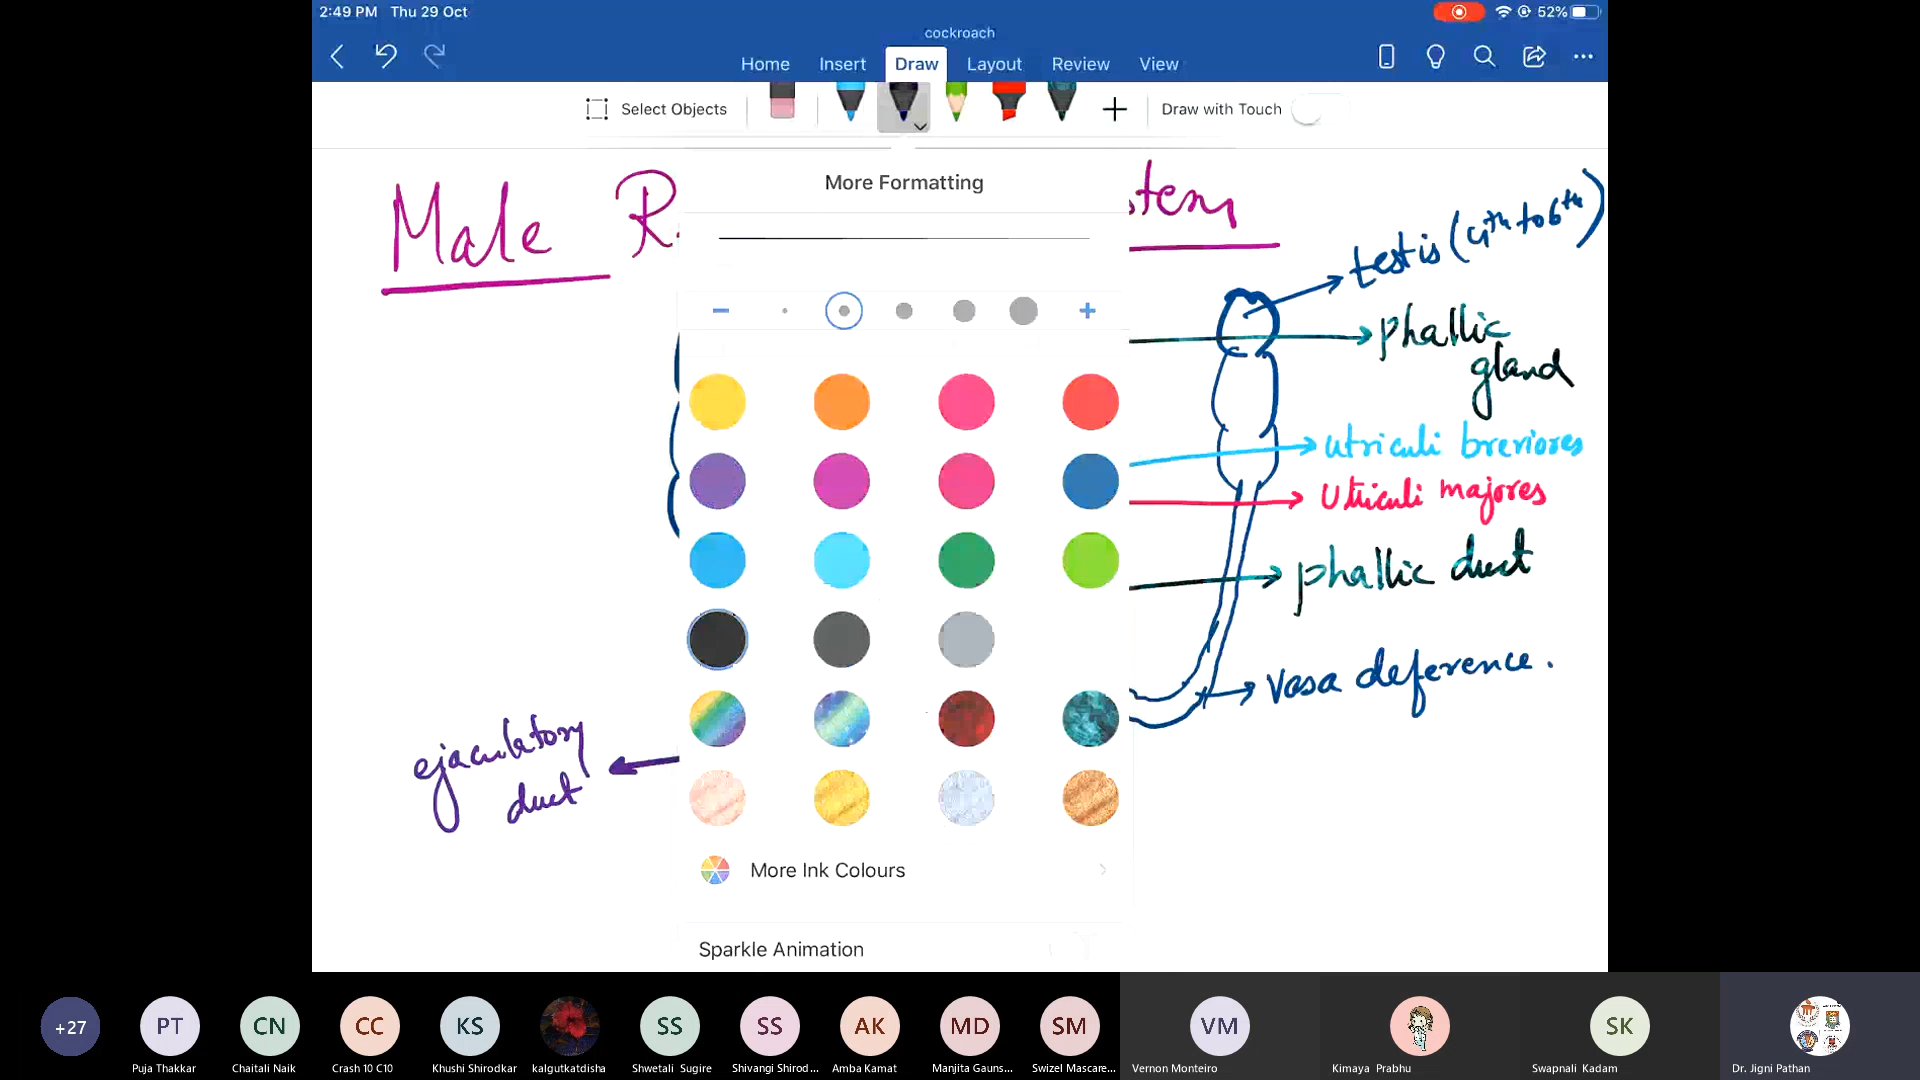 2:49 PM Thu 29 Oct
52%
cockroach
Home Insert Draw Layout Review View
Select Objects
Draw with Touch
More Formatting
Male R
tem
testis (4th to 6th)
phallic
gland
utriculi breviores
Utriculi majores
phallic duct
vasa deference.
ejaculatory
duct
More Ink Colours
Sparkle Animation
+27
PT
CN
CC
KS
SS
SS
AK
MD
SM
VM
SK
Puja Thakkar
Chaitali Naik
Crash 10 C10
Khushi Shirodkar
kalgutkatdisha
Shwetali Sugire
Shivangi Shirod...
Amba Kamat
Manjita Gauns...
Swizel Mascare...
Vernon Monteiro
Kimaya Prabhu
Swapnali Kadam
Dr. Jigni Pathan